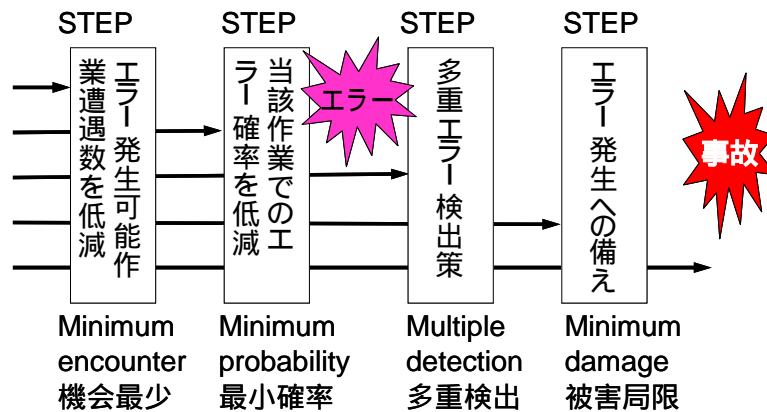 STEP
STEP
STEP
STEP
エラー発生可能作
業遭遇数を低減
当該作業でのエ
ラー確率を低減
エラー
多重エラー検出策
エラー発生への備え
事故
Minimum
encounter
機会最少
Minimum
probability
最小確率
Multiple
detection
多重検出
Minimum
damage
被害局限